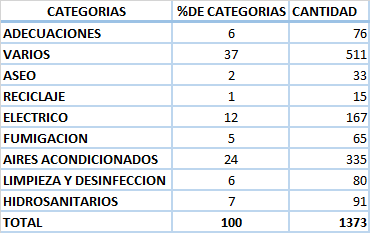 CATEGORIAS %DE CATEGORIAS CANTIDAD
ADECUACIONES 6 76
VARIOS 37 511
ASEO 2 33
RECICLAJE 1 15
ELECTRICO 12 167
FUMIGACION 5 65
AIRES ACONDICIONADOS 24 335
LIMPIEZA Y DESINFECCION 6 80
HIDROSANITARIOS 7 91
TOTAL 100 1373